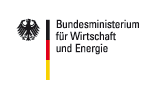 Bundesministerium
für Wirtschaft
und Energie